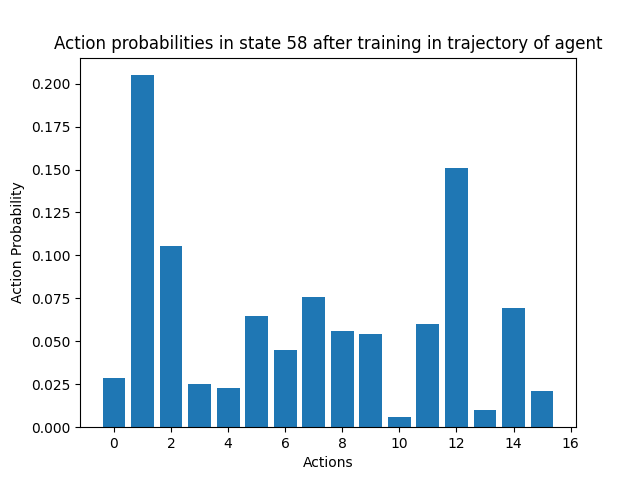 Action probabilities in state 58 after training in trajectory of agent
0.200
0.175
0.150
0.125
0.100
0.075
0.050
0.025
0.000
Action Probability
0 2 4 6 8 10 12 14 16
Actions